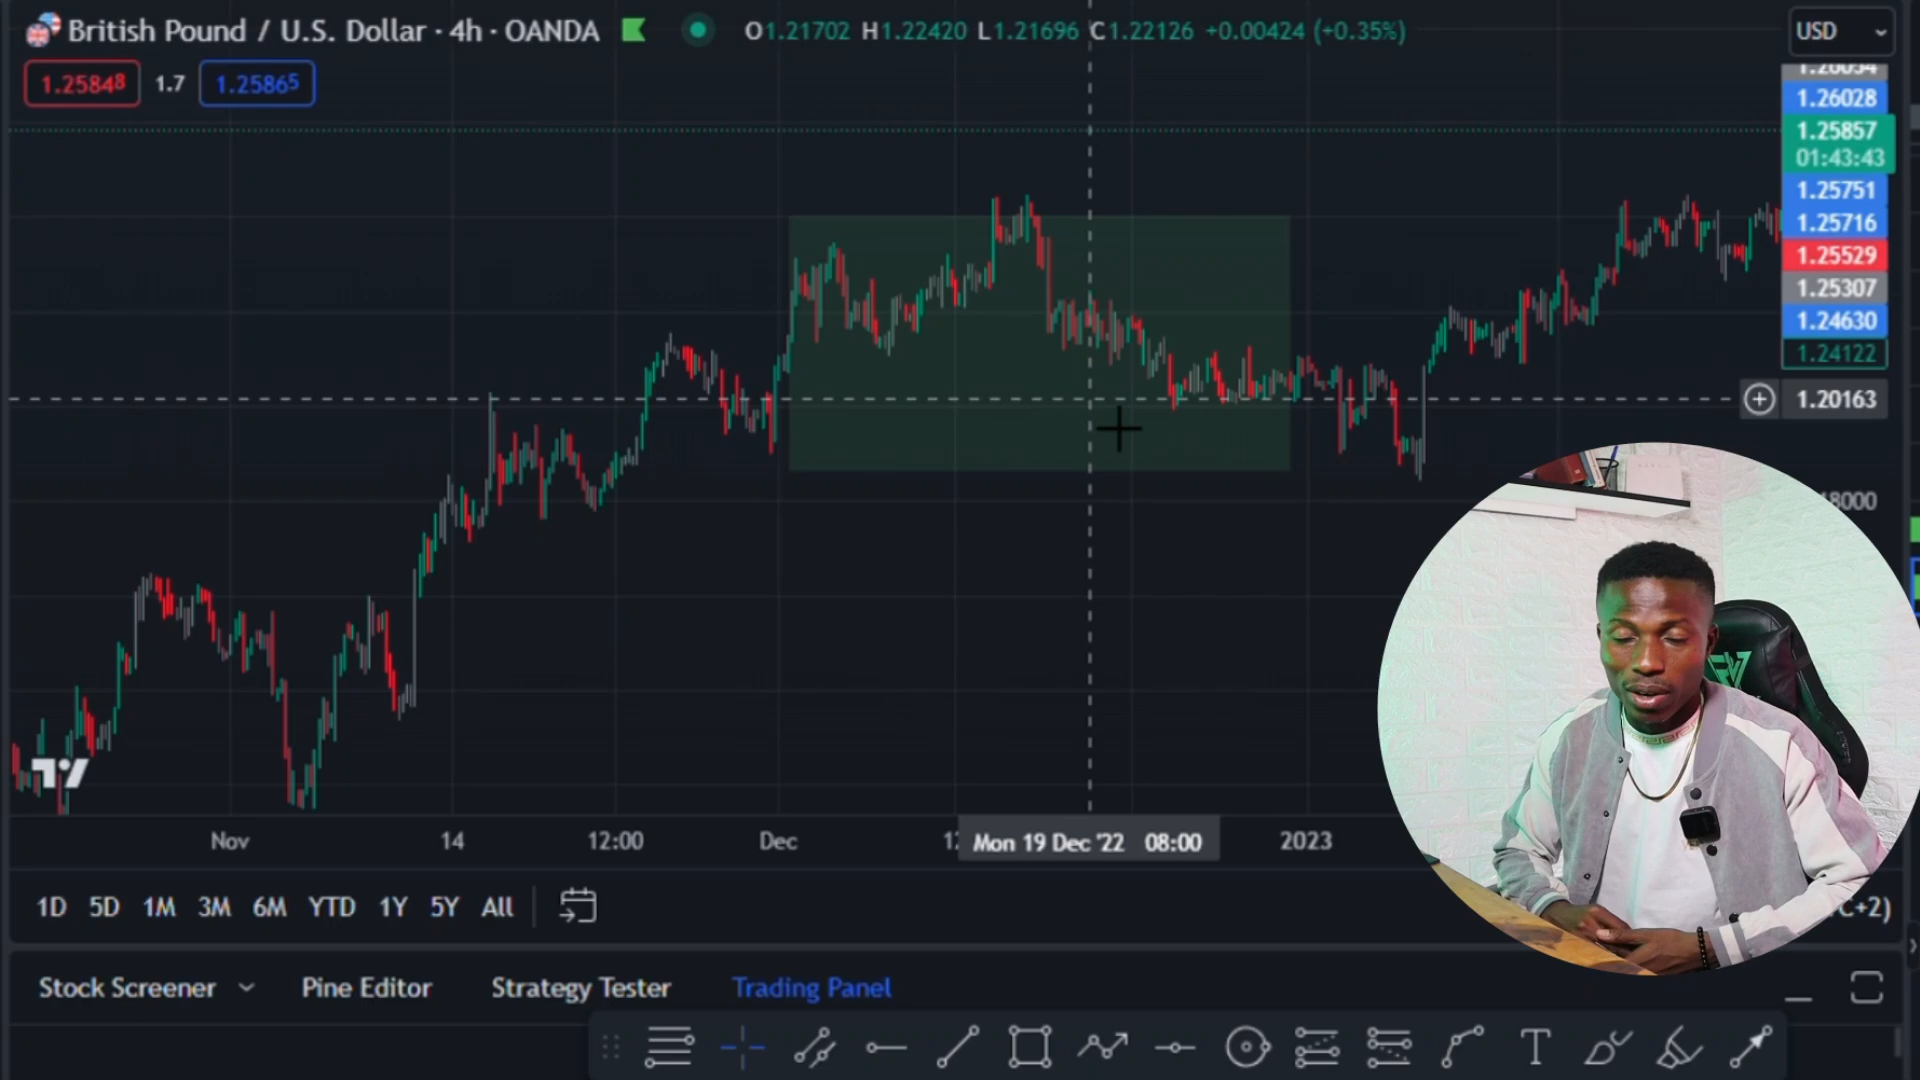 British Pound / U.S. Dollar · 4h · OANDA O1.21702 H1.22420 L1.21696 C1.22126 +0.00424 (+0.35%) USD
1.25848 1.7 1.25865
1.26028
1.25857
01:43:43
1.25751
1.25716
1.25529
1.25307
1.24630
1.24122
1.20163
8000
Nov 14 12:00 Dec Mon 19 Dec '22 08:00 2023
1D 5D 1M 3M 6M YTD 1Y 5Y All C+2)
Stock Screener Pine Editor Strategy Tester Trading Panel
T